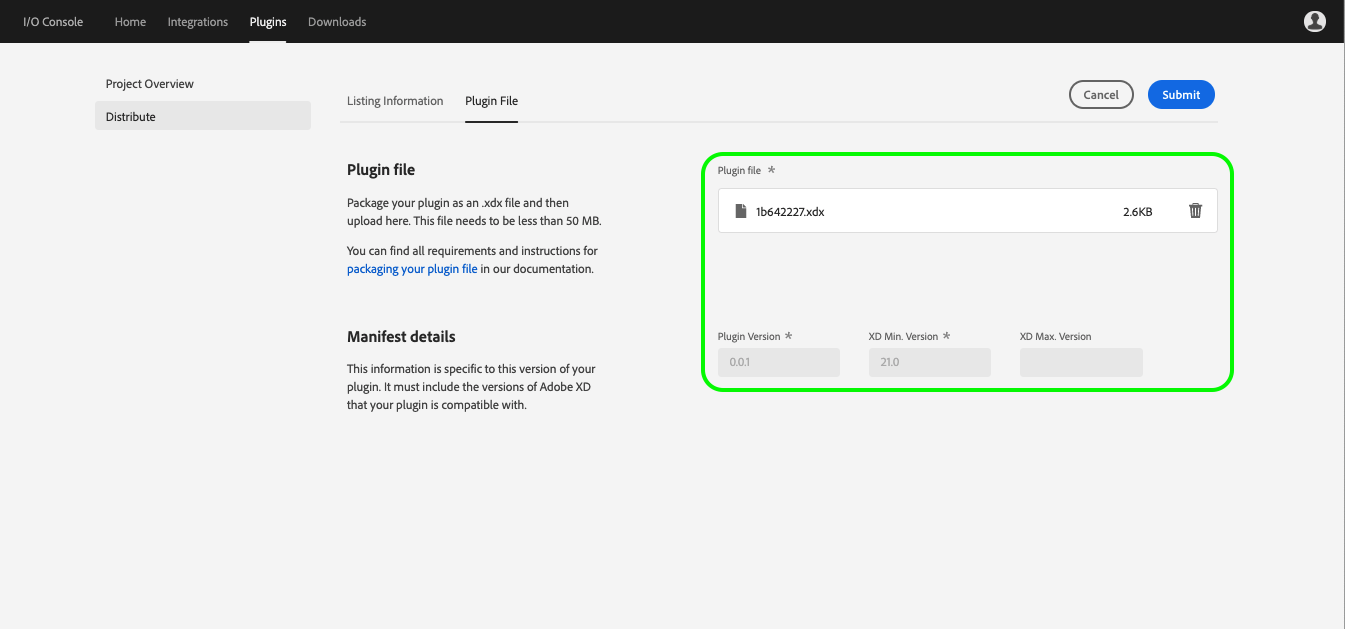 I/O Console Home Integrations Plugins Downloads
Project Overview
Distribute
Listing Information Plugin File
Cancel Submit
Plugin file
Package your plugin as an .xdx file and then
upload here. This file needs to be less than 50 MB.
You can find all requirements and instructions for
packaging your plugin file in our documentation.
Plugin file *
1b642227.xdx 2.6KB
Manifest details
This information is specific to this version of your
plugin. It must include the versions of Adobe XD
that your plugin is compatible with.
Plugin Version * XD Min. Version * XD Max. Version
0.0.1 21.0